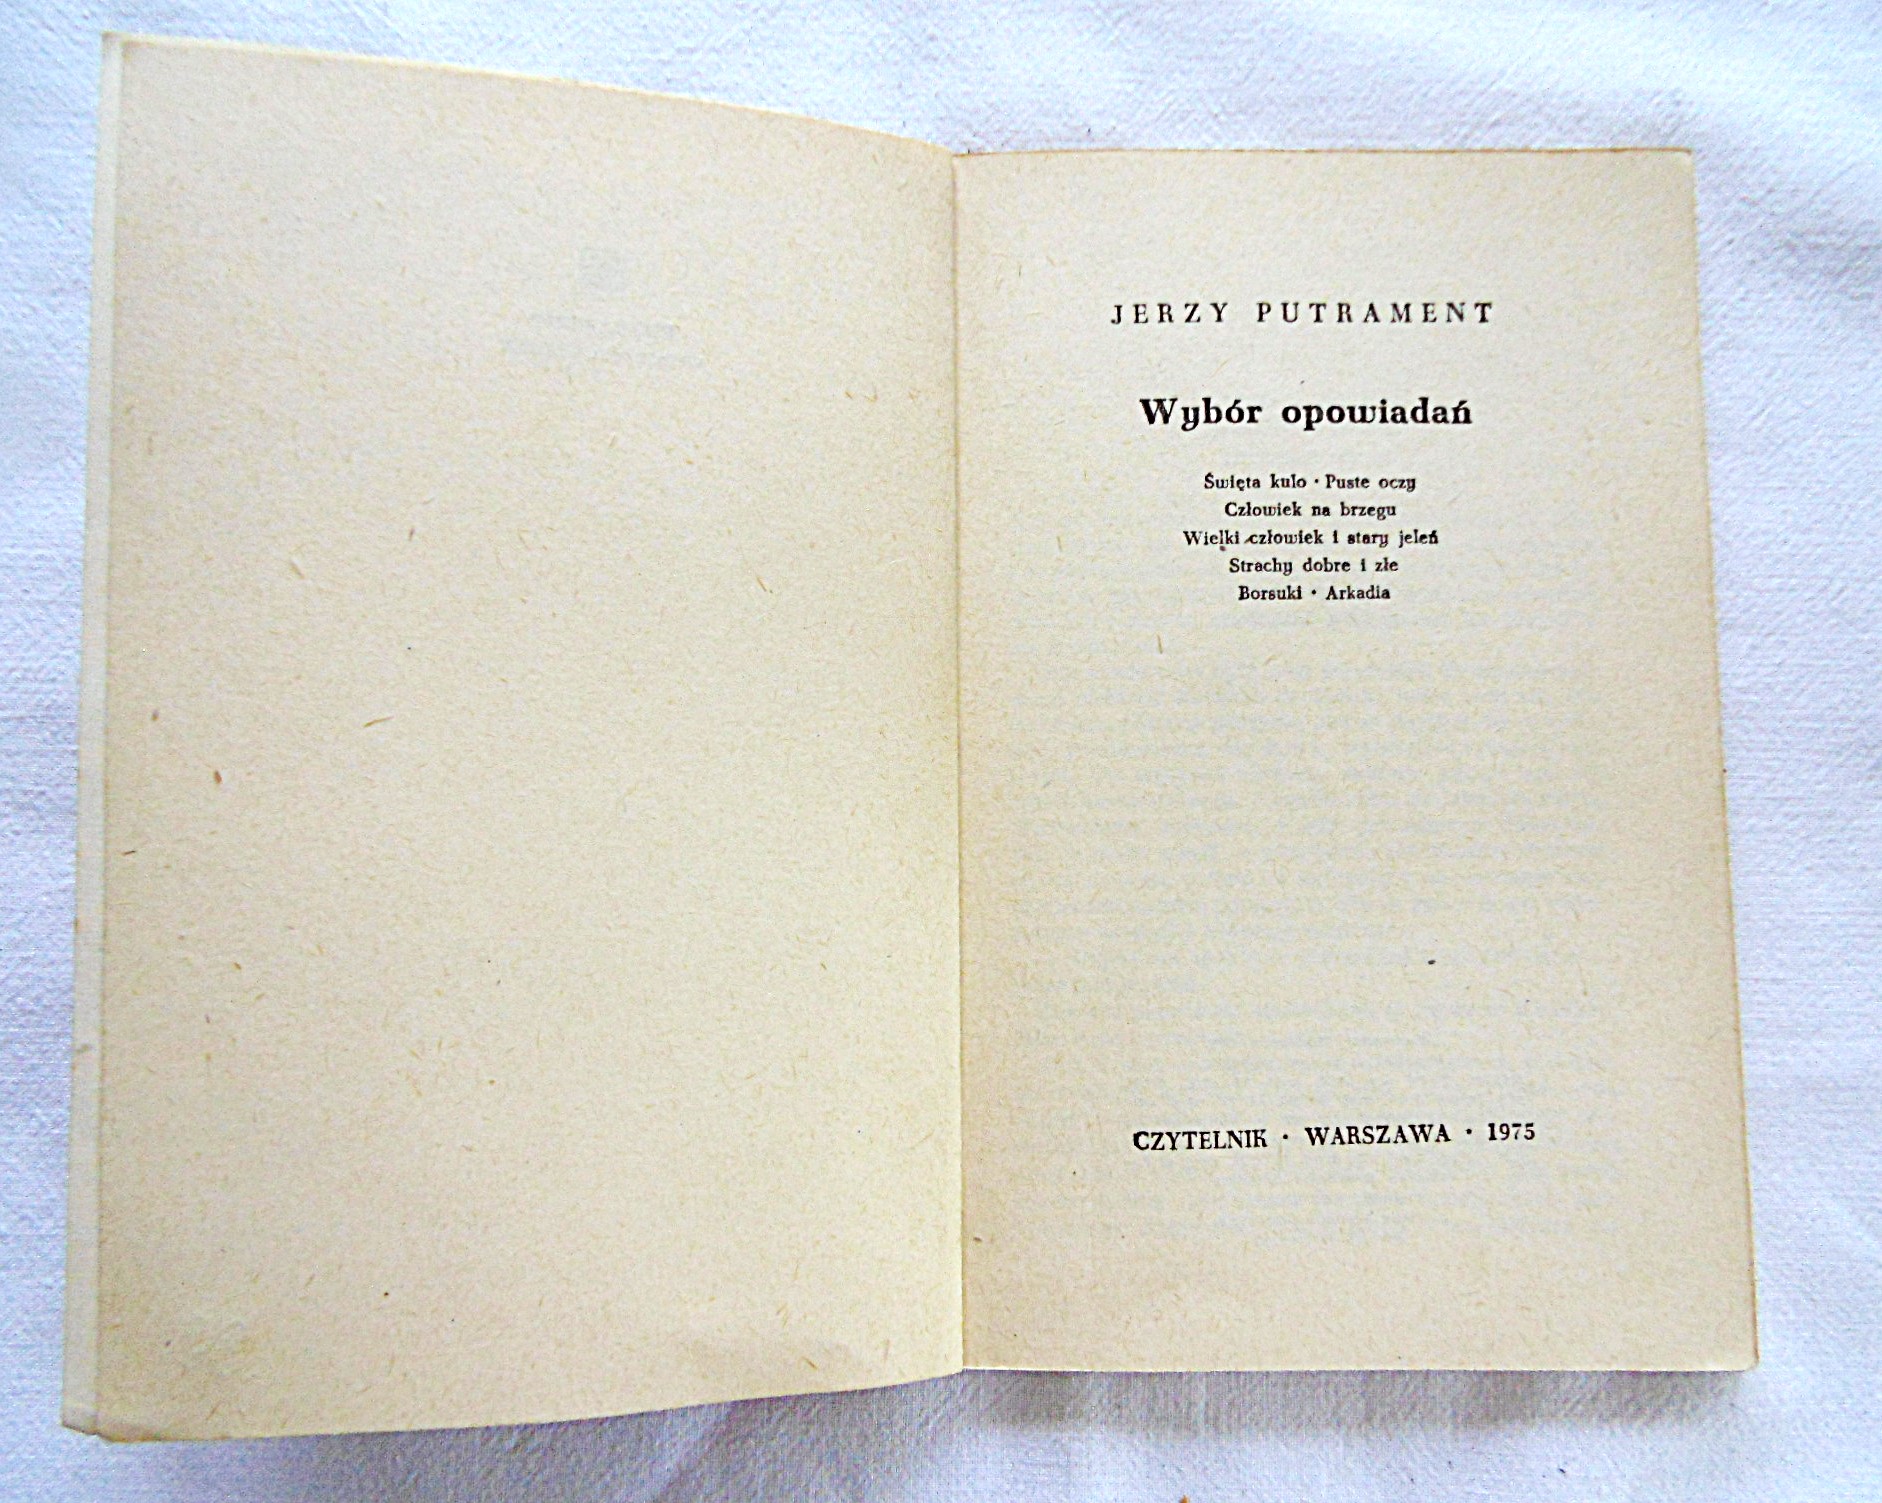 JERZY PUTRAMENT
Wybór opowiadań
Święta kulo · Puste oczy
Człowiek na brzegu
Wielki człowiek i stary jeleń
Strachy dobre i złe
Borsuki · Arkadia
CZYTELNIK · WARSZAWA · 1975